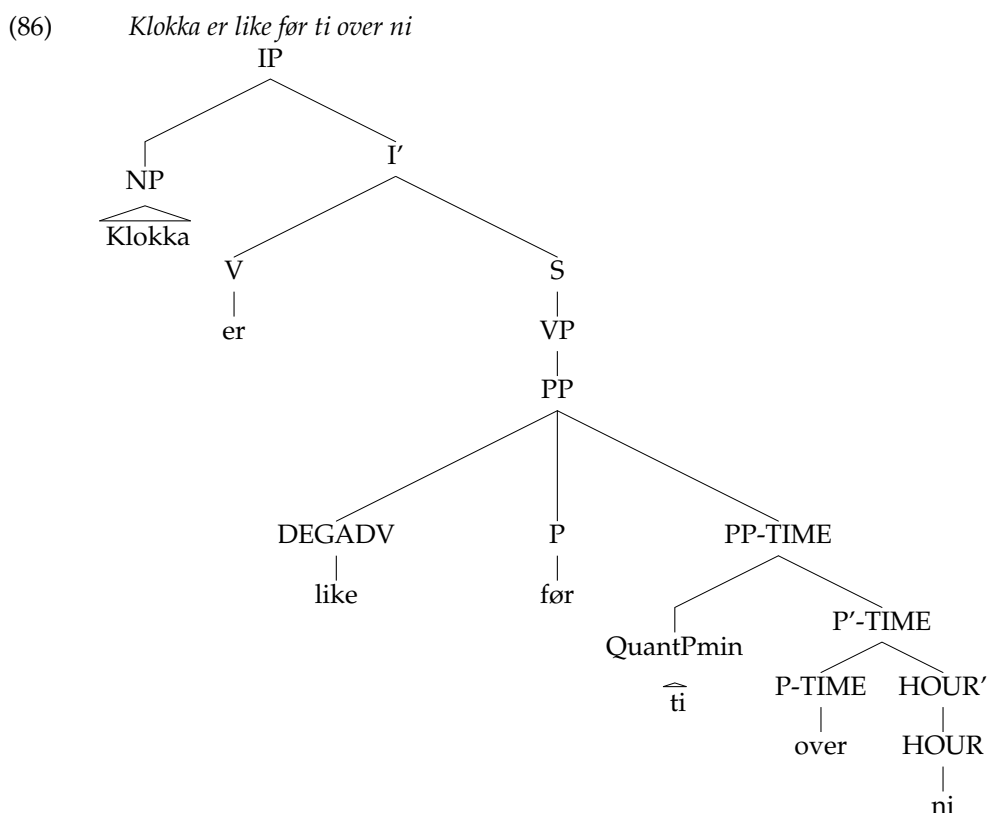 (86) Klokka er like før ti over ni
IP
I'
NP
Klokka
V S
er VP
PP
DEGADV P PP-TIME
like før
P'-TIME
QuantPmin
P-TIME HOUR'
ti
over HOUR
ni